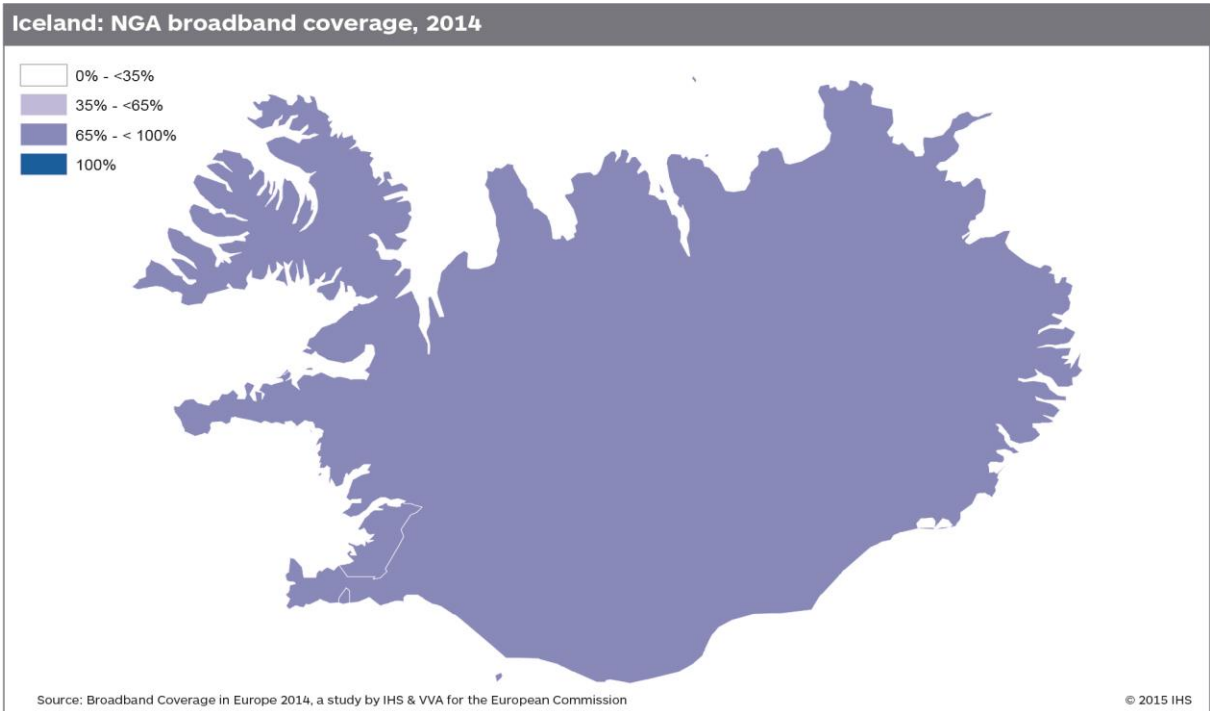 Iceland: NGA broadband coverage, 2014
0% - <35%
35% - <65%
65% - < 100%
100%
Source: Broadband Coverage in Europe 2014, a study by IHS & VVA for the European Commission
© 2015 IHS